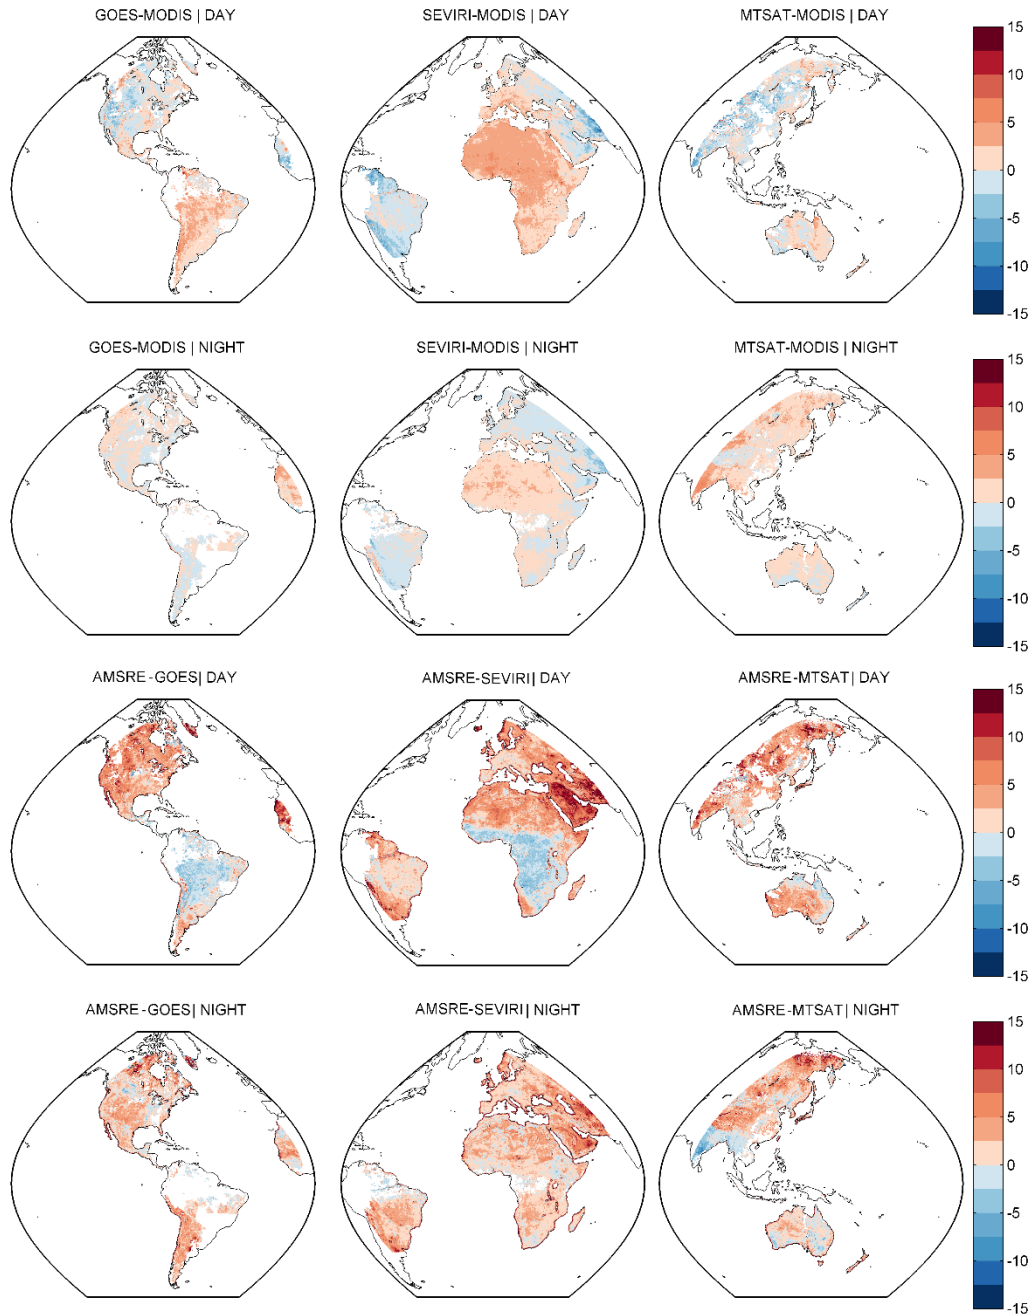 GOES-MODIS | DAY
SEVIRI-MODIS | DAY
MTSAT-MODIS | DAY
15
10
5
0
-5
-10
-15
GOES-MODIS | NIGHT
SEVIRI-MODIS | NIGHT
MTSAT-MODIS | NIGHT
15
10
5
0
-5
-10
-15
AMSRE-GOES| DAY
AMSRE-SEVIRI| DAY
AMSRE-MTSAT| DAY
15
10
5
0
-5
-10
-15
AMSRE-GOES| NIGHT
AMSRE-SEVIRI| NIGHT
AMSRE-MTSAT| NIGHT
15
10
5
0
-5
-10
-15